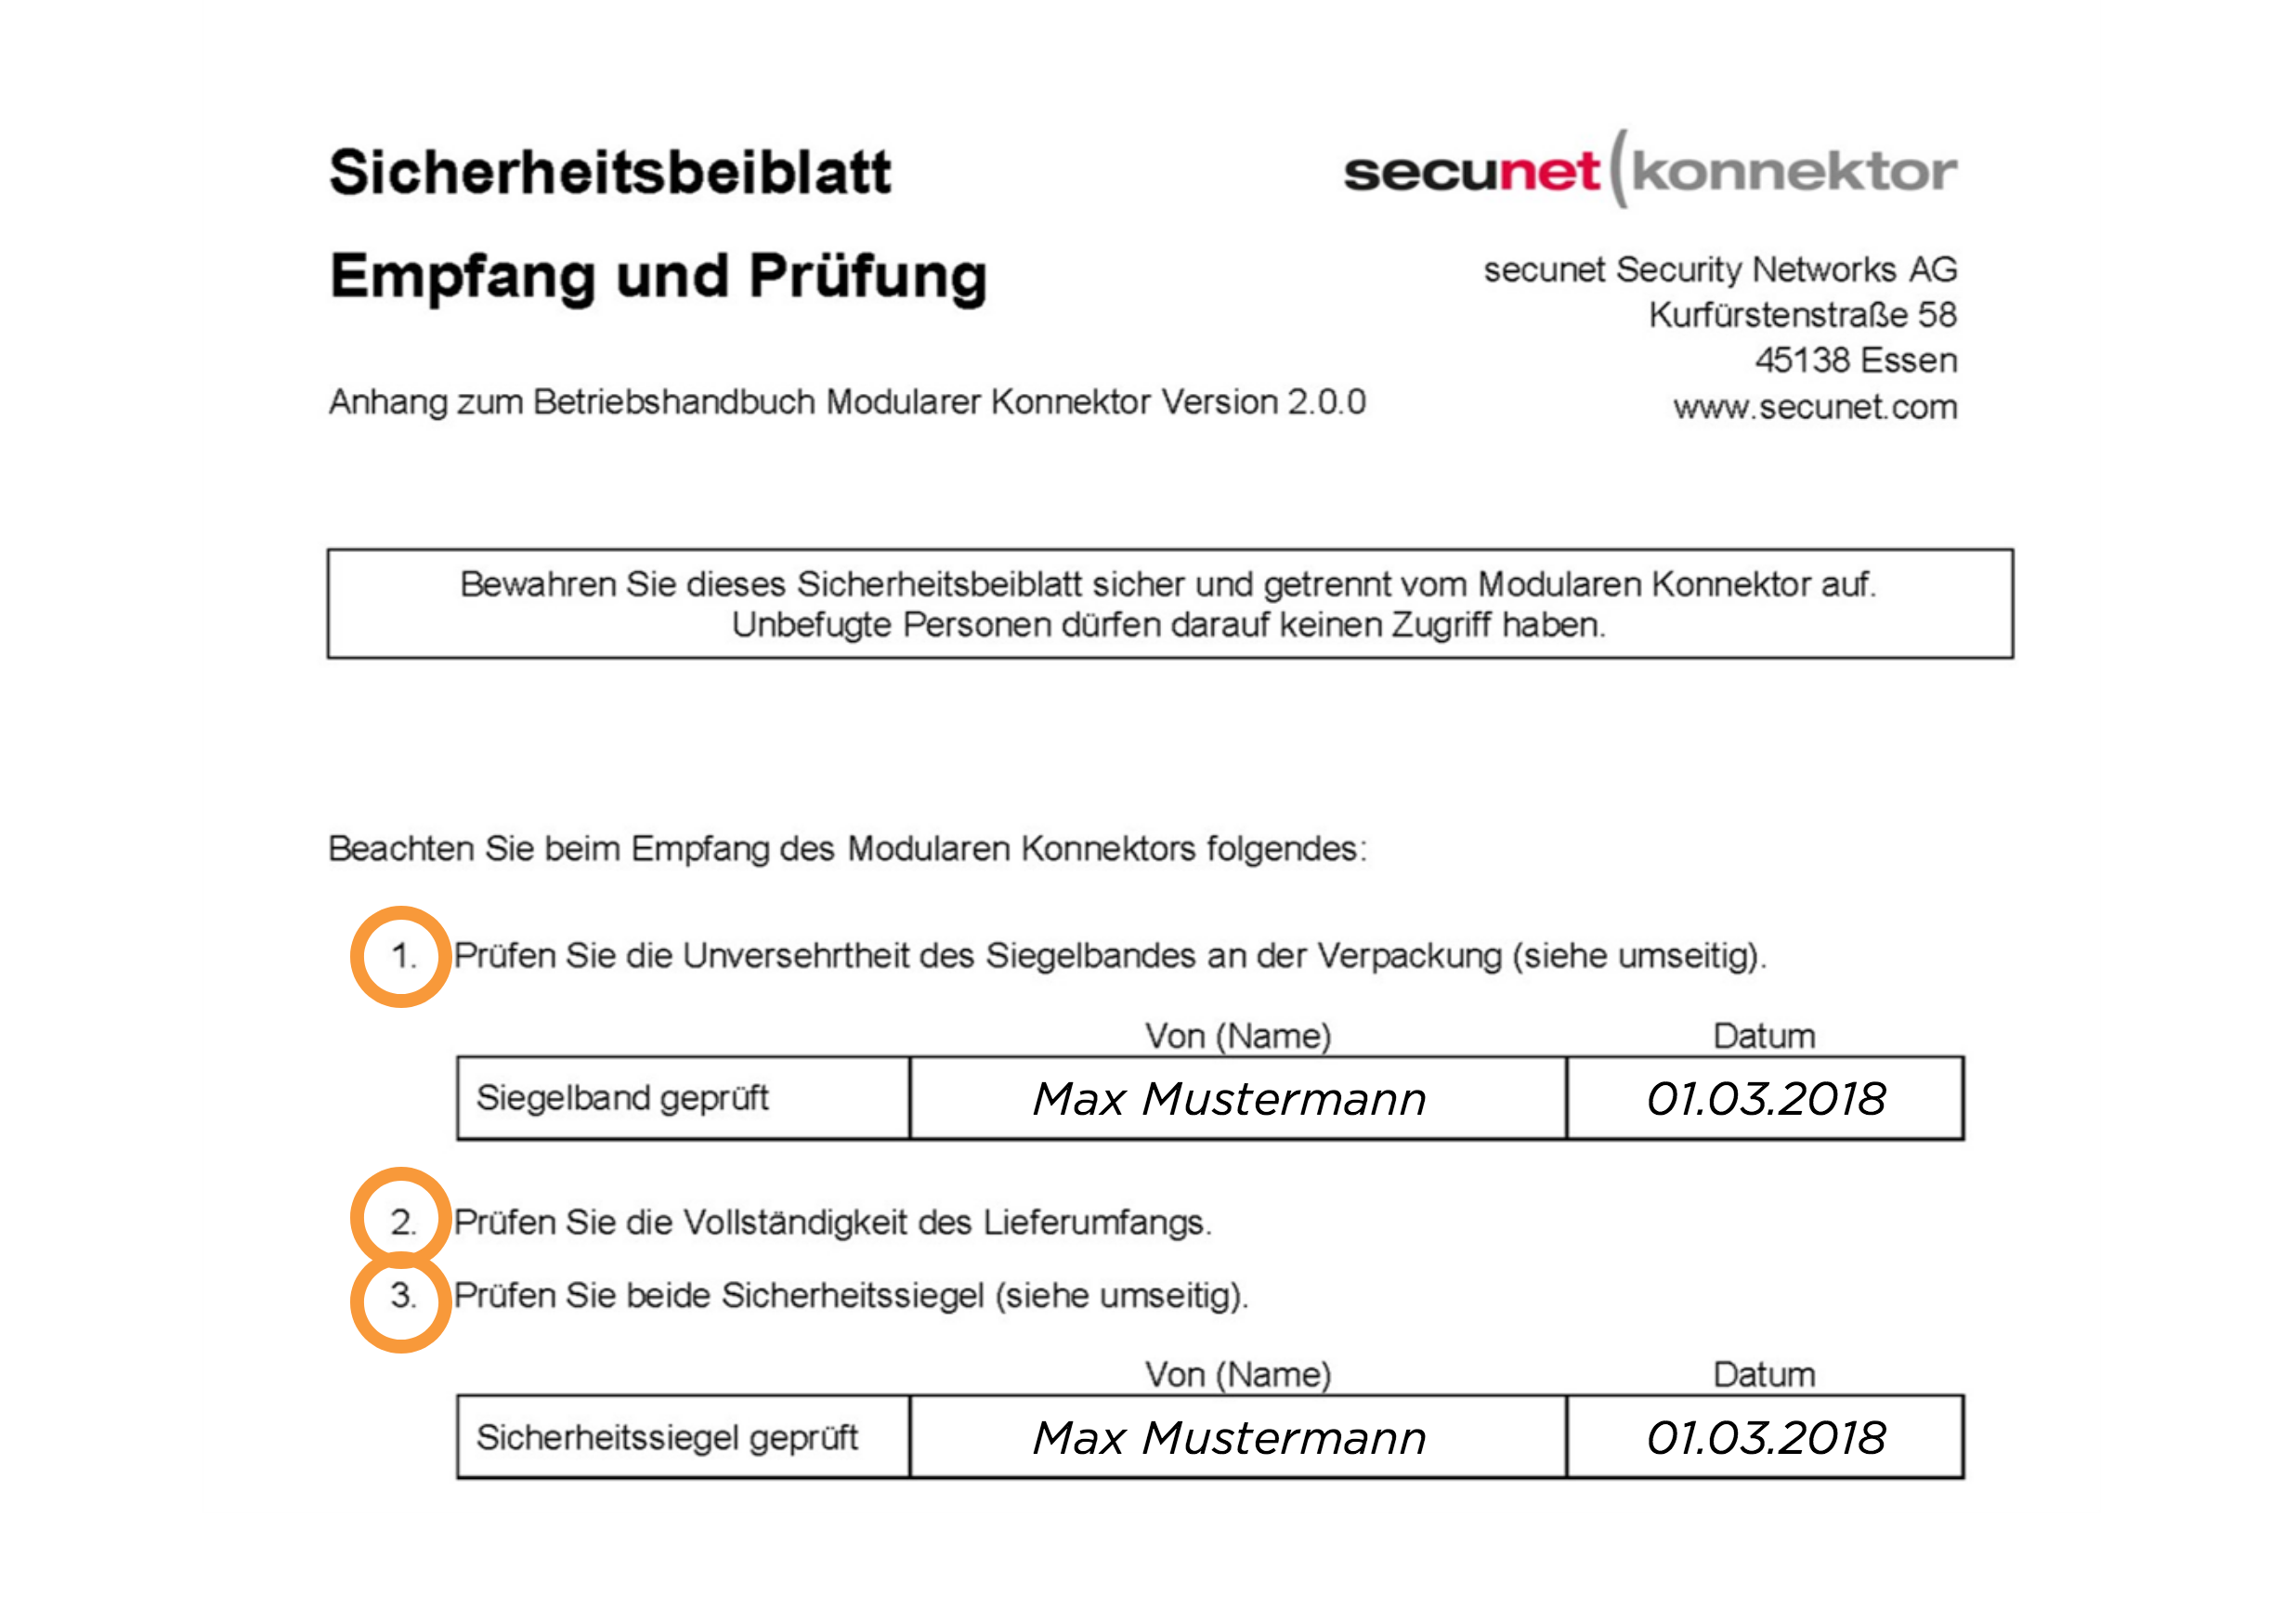 Sicherheitsbeiblatt
Empfang und Prüfung
Anhang zum Betriebshandbuch Modularer Konnektor Version 2.0.0
secunet(konnektor
secunet Security Networks AG
Kurfürstenstraße 58
45138 Essen
www.secunet.com
Bewahren Sie dieses Sicherheitsbeiblatt sicher und getrennt vom Modularen Konnektor auf.
Unbefugte Personen dürfen darauf keinen Zugriff haben.
Beachten Sie beim Empfang des Modularen Konnektors folgendes:
1. Prüfen Sie die Unversehrtheit des Siegelbandes an der Verpackung (siehe umseitig).
Von (Name) Datum
Siegelband geprüft Max Mustermann 01.03.2018
2. Prüfen Sie die Vollständigkeit des Lieferumfangs.
3. Prüfen Sie beide Sicherheitssiegel (siehe umseitig).
Von (Name) Datum
Sicherheitssiegel geprüft Max Mustermann 01.03.2018